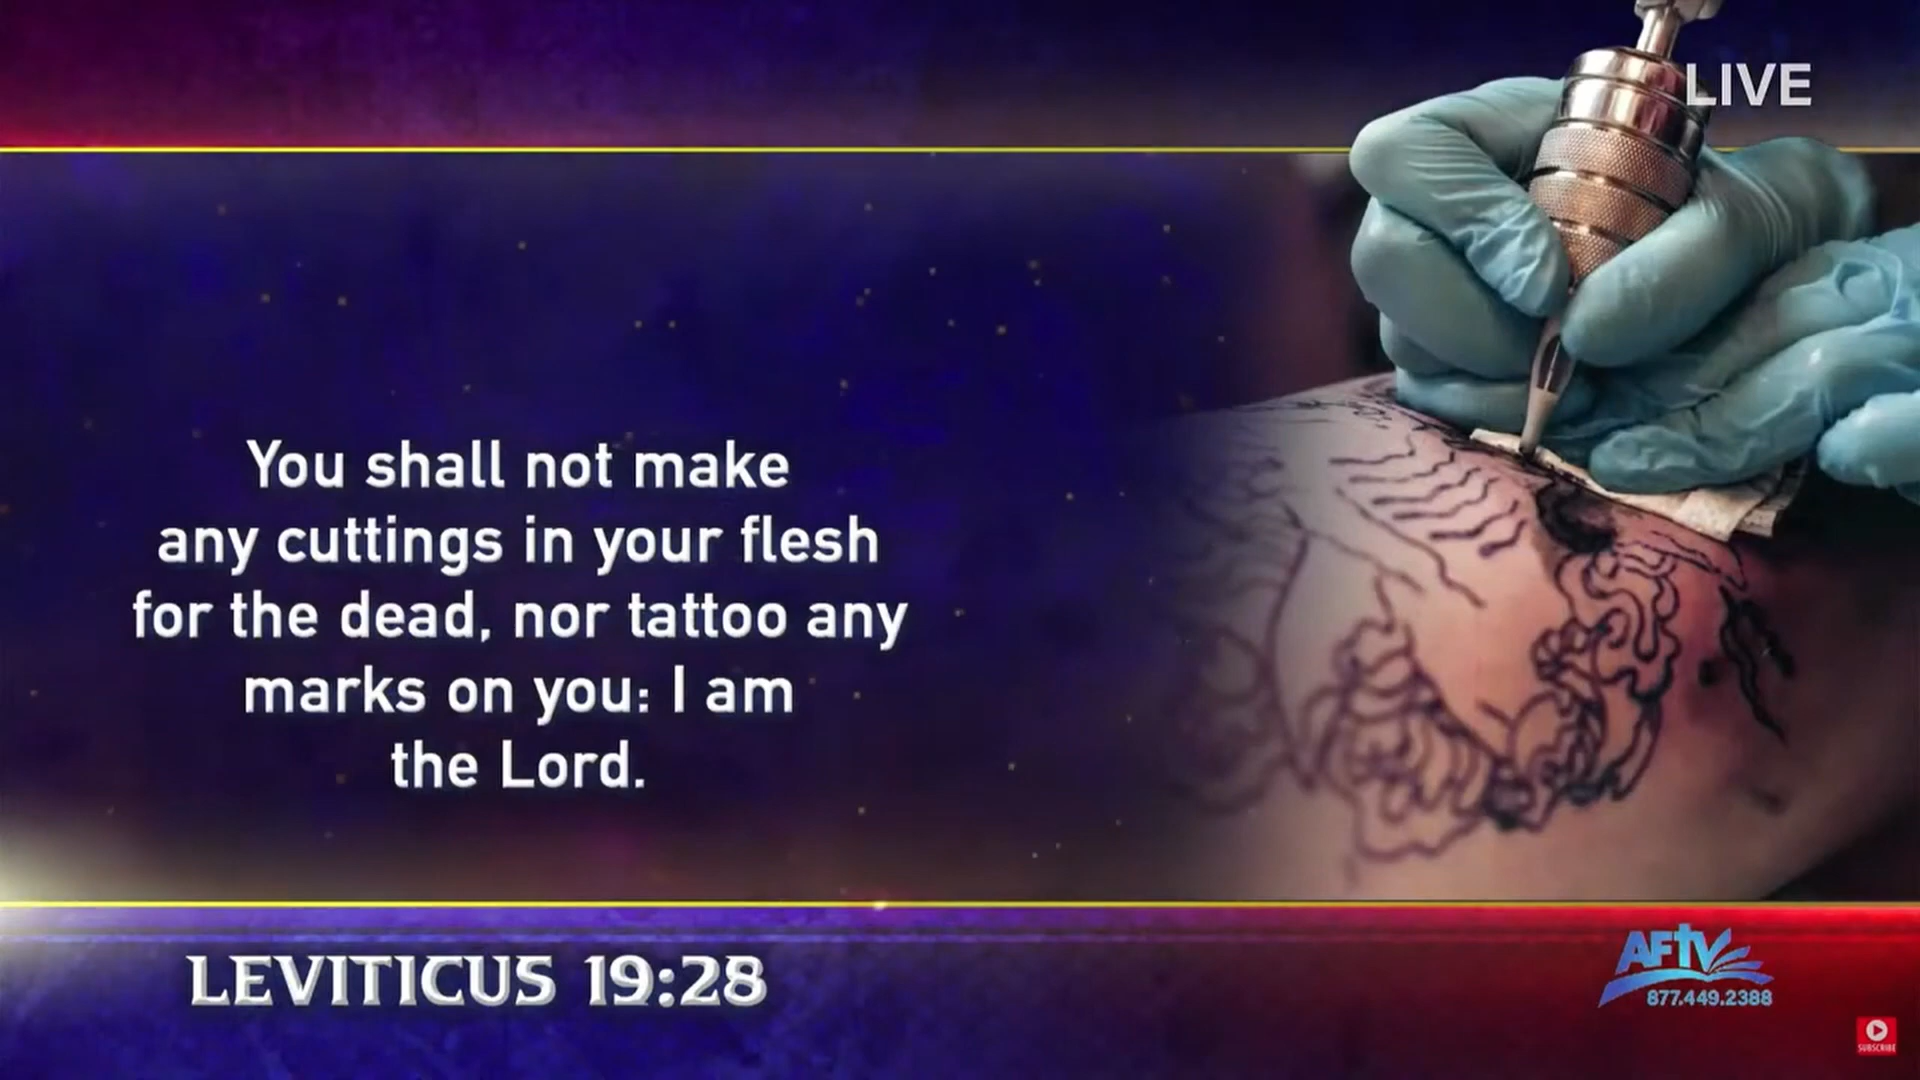 LIVE
You shall not make
any cuttings in your flesh
for the dead, nor tattoo any
marks on you: I am
the Lord.
LEVITICUS 19:28
AFTV
877.449.2388
SUBSCRIBE